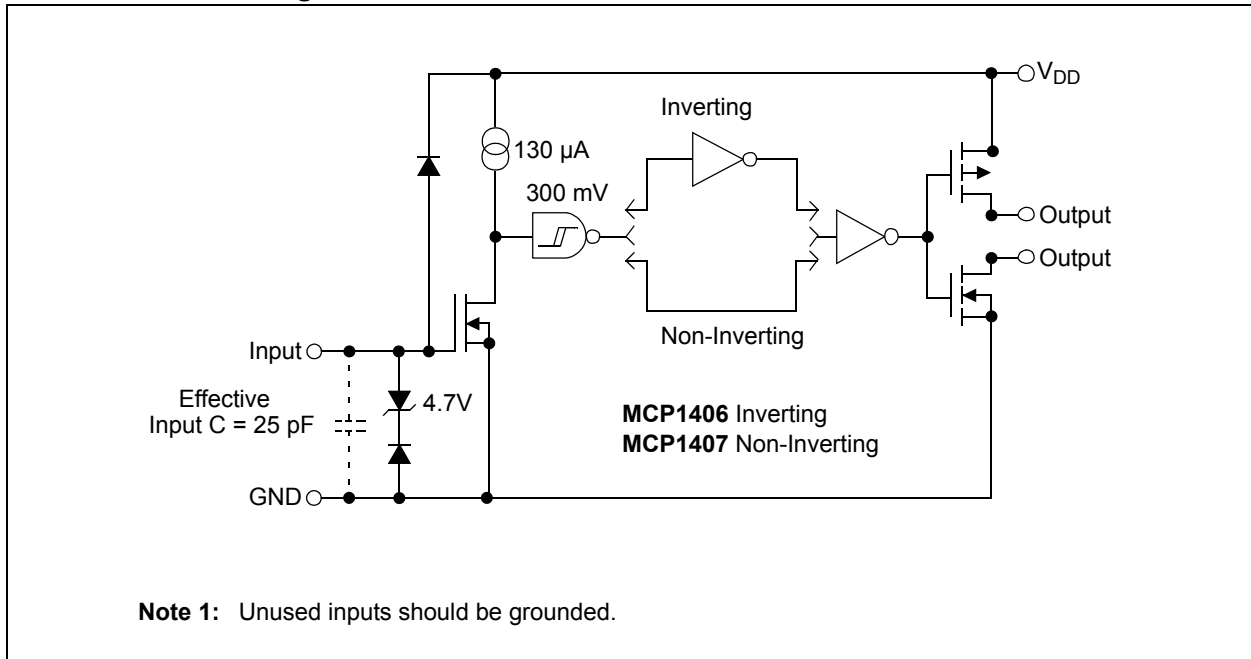 V_DD
Inverting
130 µA
300 mV
Output
Output
Non-Inverting
Input
Effective
Input C = 25 pF
4.7V
MCP1406 Inverting
MCP1407 Non-Inverting
GND
Note 1: Unused inputs should be grounded.